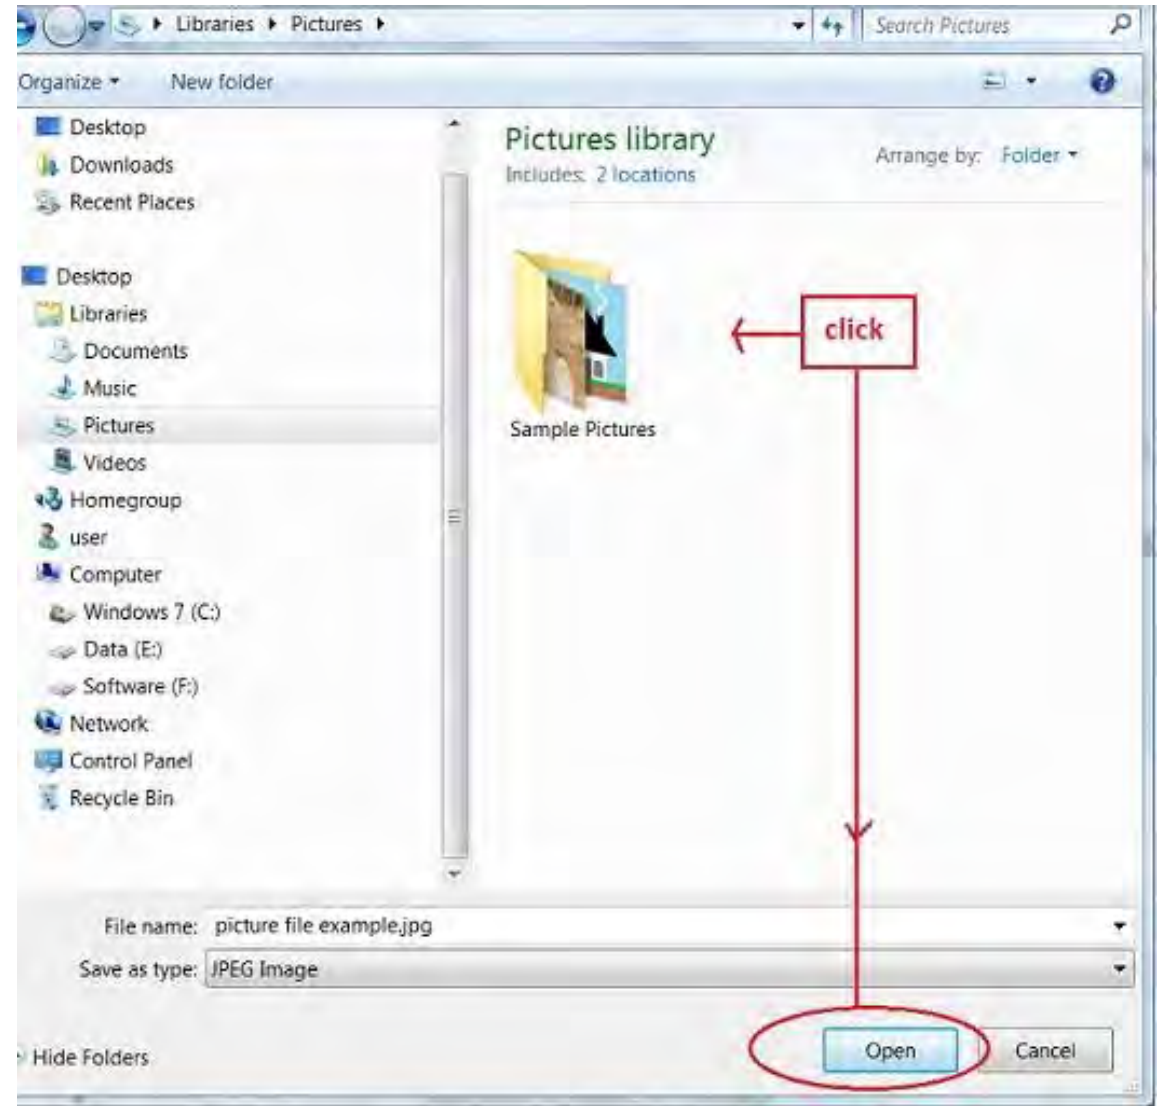 Libraries Pictures
Search Pictures
Organize
New folder
Desktop
Downloads
Recent Places
Desktop
Libraries
Documents
Music
Pictures
Videos
Homegroup
user
Computer
Windows 7 (C:)
Data (E:)
Software (F:)
Network
Control Panel
Recycle Bin
Pictures library
Includes: 2 locations
Arrange by: Folder
Sample Pictures
click
File name: picture file example.jpg
Save as type: JPEG Image
Hide Folders
Open
Cancel